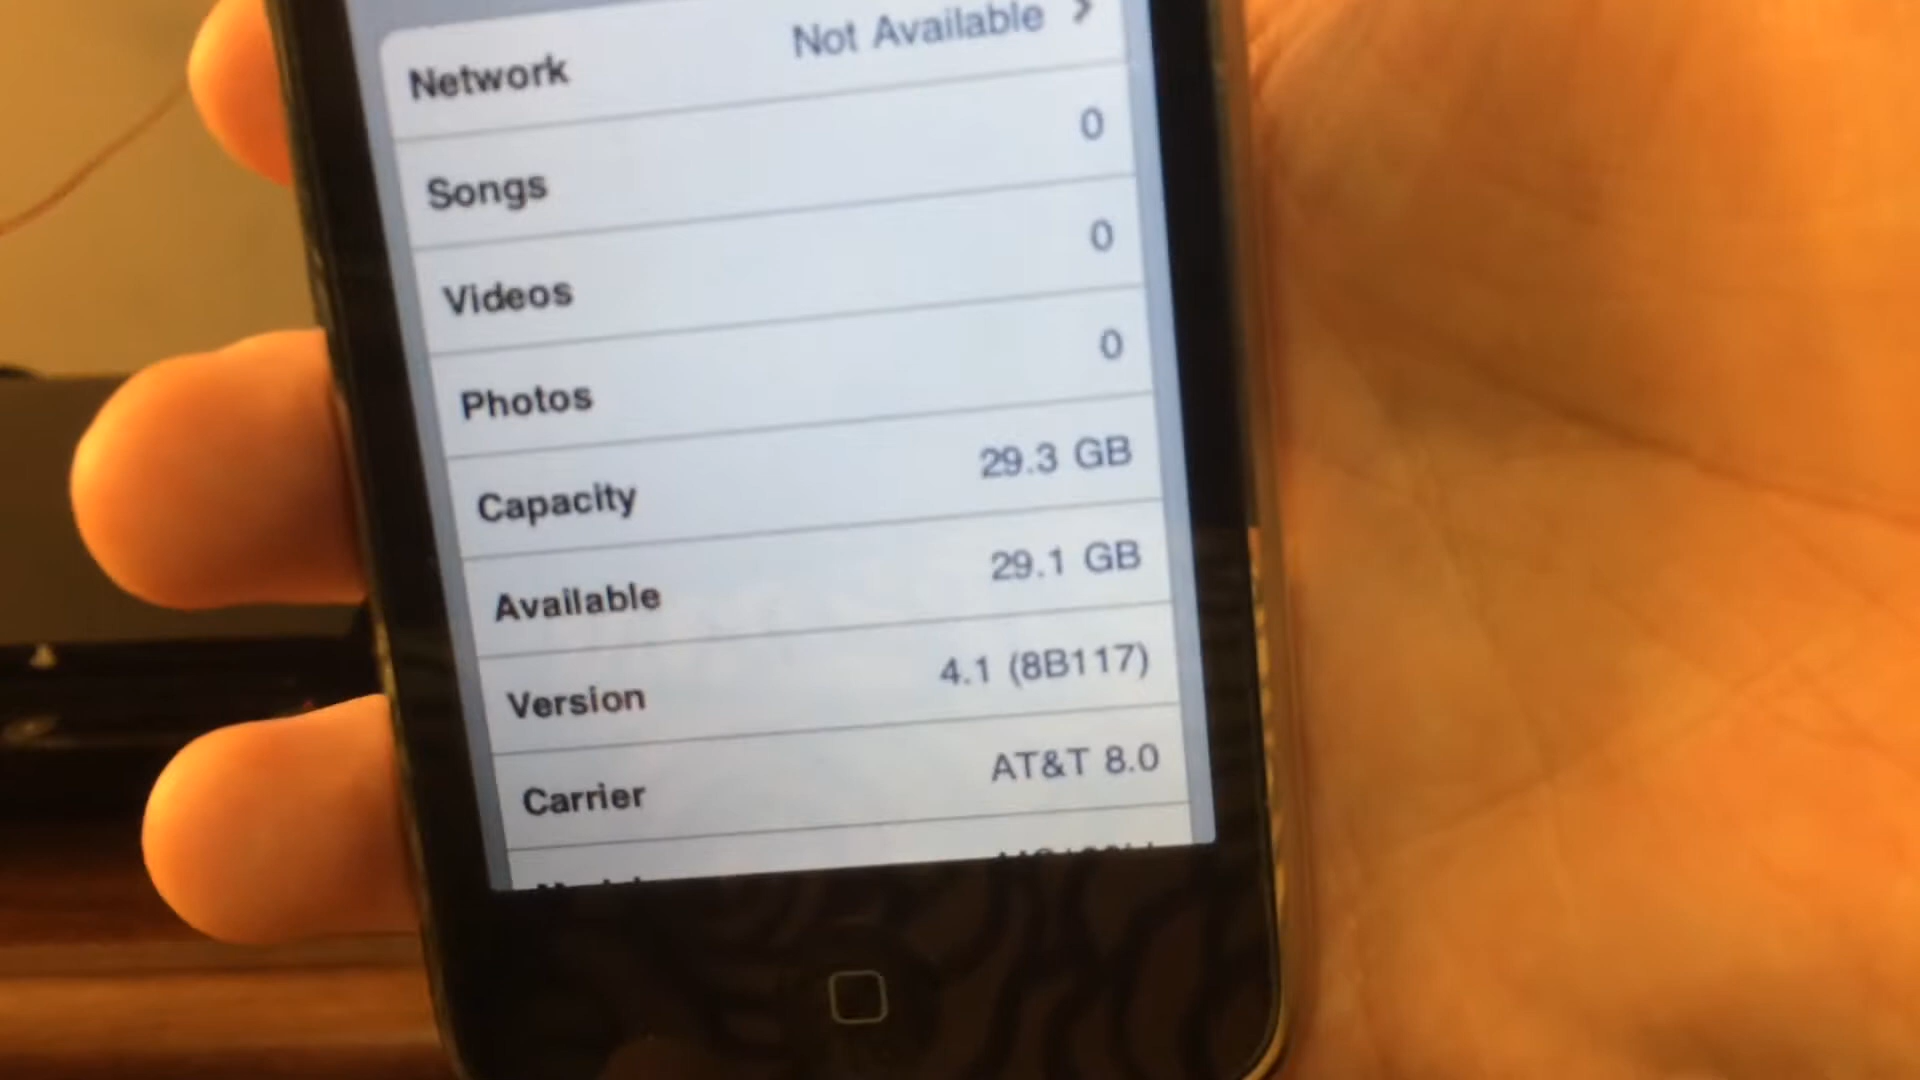 Network Not Available
Songs 0
Videos 0
Photos 0
Capacity 29.3 GB
Available 29.1 GB
Version 4.1 (8B117)
Carrier AT&T 8.0